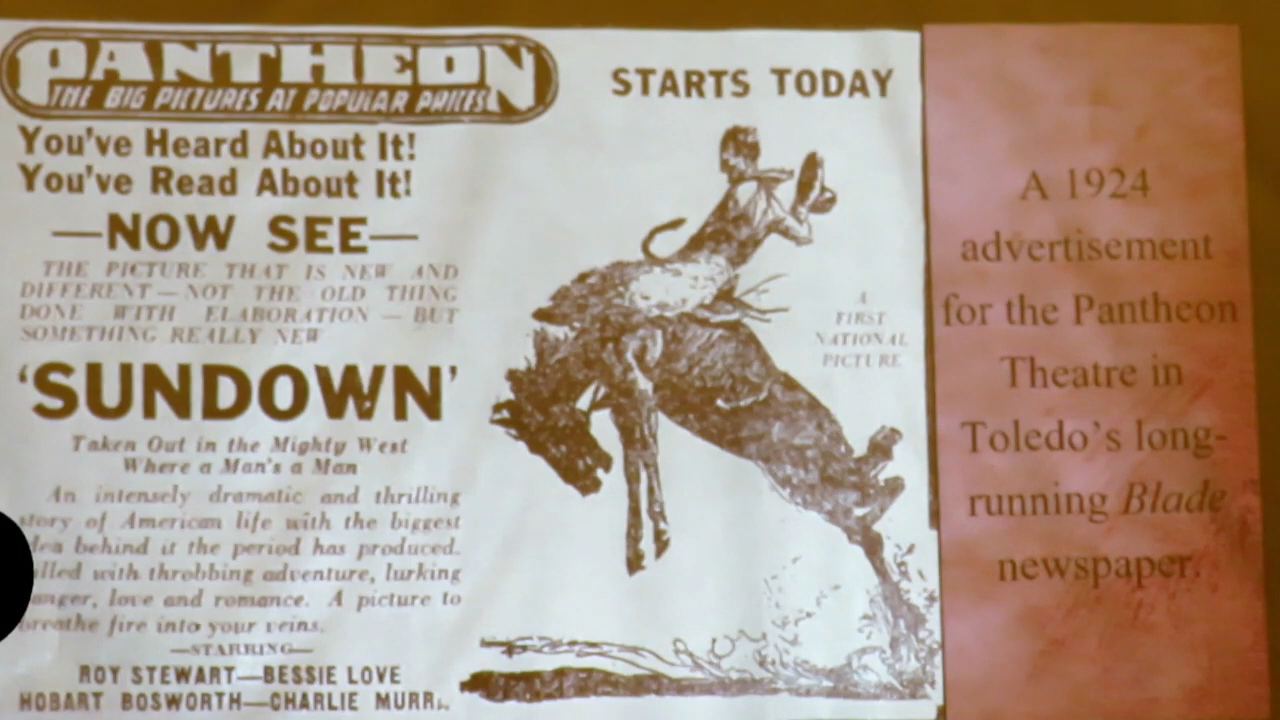 PANTHEON
THE BIG PICTURES AT POPULAR PRICES
STARTS TODAY
You've Heard About It!
You've Read About It!
—NOW SEE—
THE PICTURE THAT IS NEW AND
DIFFERENT—NOT THE OLD THING
DONE WITH ELABORATION—BUT
SOMETHING REALLY NEW
'SUNDOWN'
Taken Out in the Mighty West
Where a Man's a Man
An intensely dramatic and thrilling
story of American life with the biggest
behind it the period has produced.
with throbbing adventure, lurking
love and romance. A picture to
breathe fire into your veins.
—STARRING—
ROY STEWART—BESSIE LOVE
HOBART BOSWORTH—CHARLIE
A
FIRST
NATIONAL
PICTURE
A 1924
advertisement
for the Pantheon
Theatre in
Toledo's long-
running Blade
newspaper.